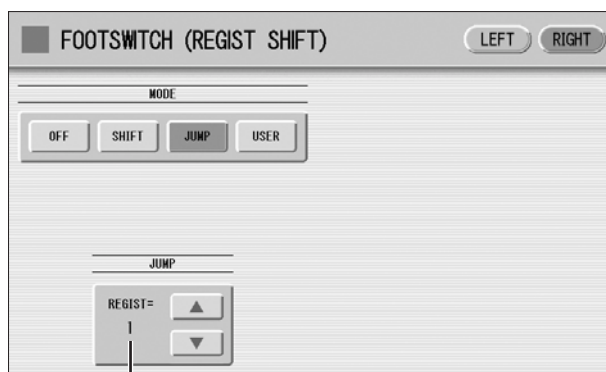 FOOTSWITCH (REGIST SHIFT) LEFT RIGHT
MODE
OFF SHIFT JUMP USER
JUMP
REGIST=
1